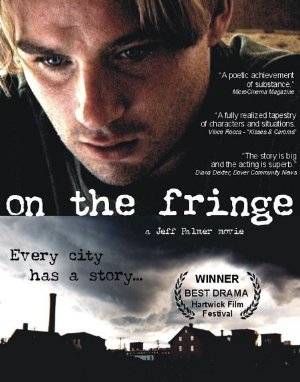 "A poetic achievement
of substance."
MicroCinema Magazine
"A fully realized tapestry
of characters and situations.
Vince Rocca - "Kisses & Caroms"
"The story is big
and the acting is superb."
Diana Dexter, Dover Community News
on the fringe
a Jeff Palmer movie
Every city
has a story...
WINNER
BEST DRAMA
Hartwick Film
Festival